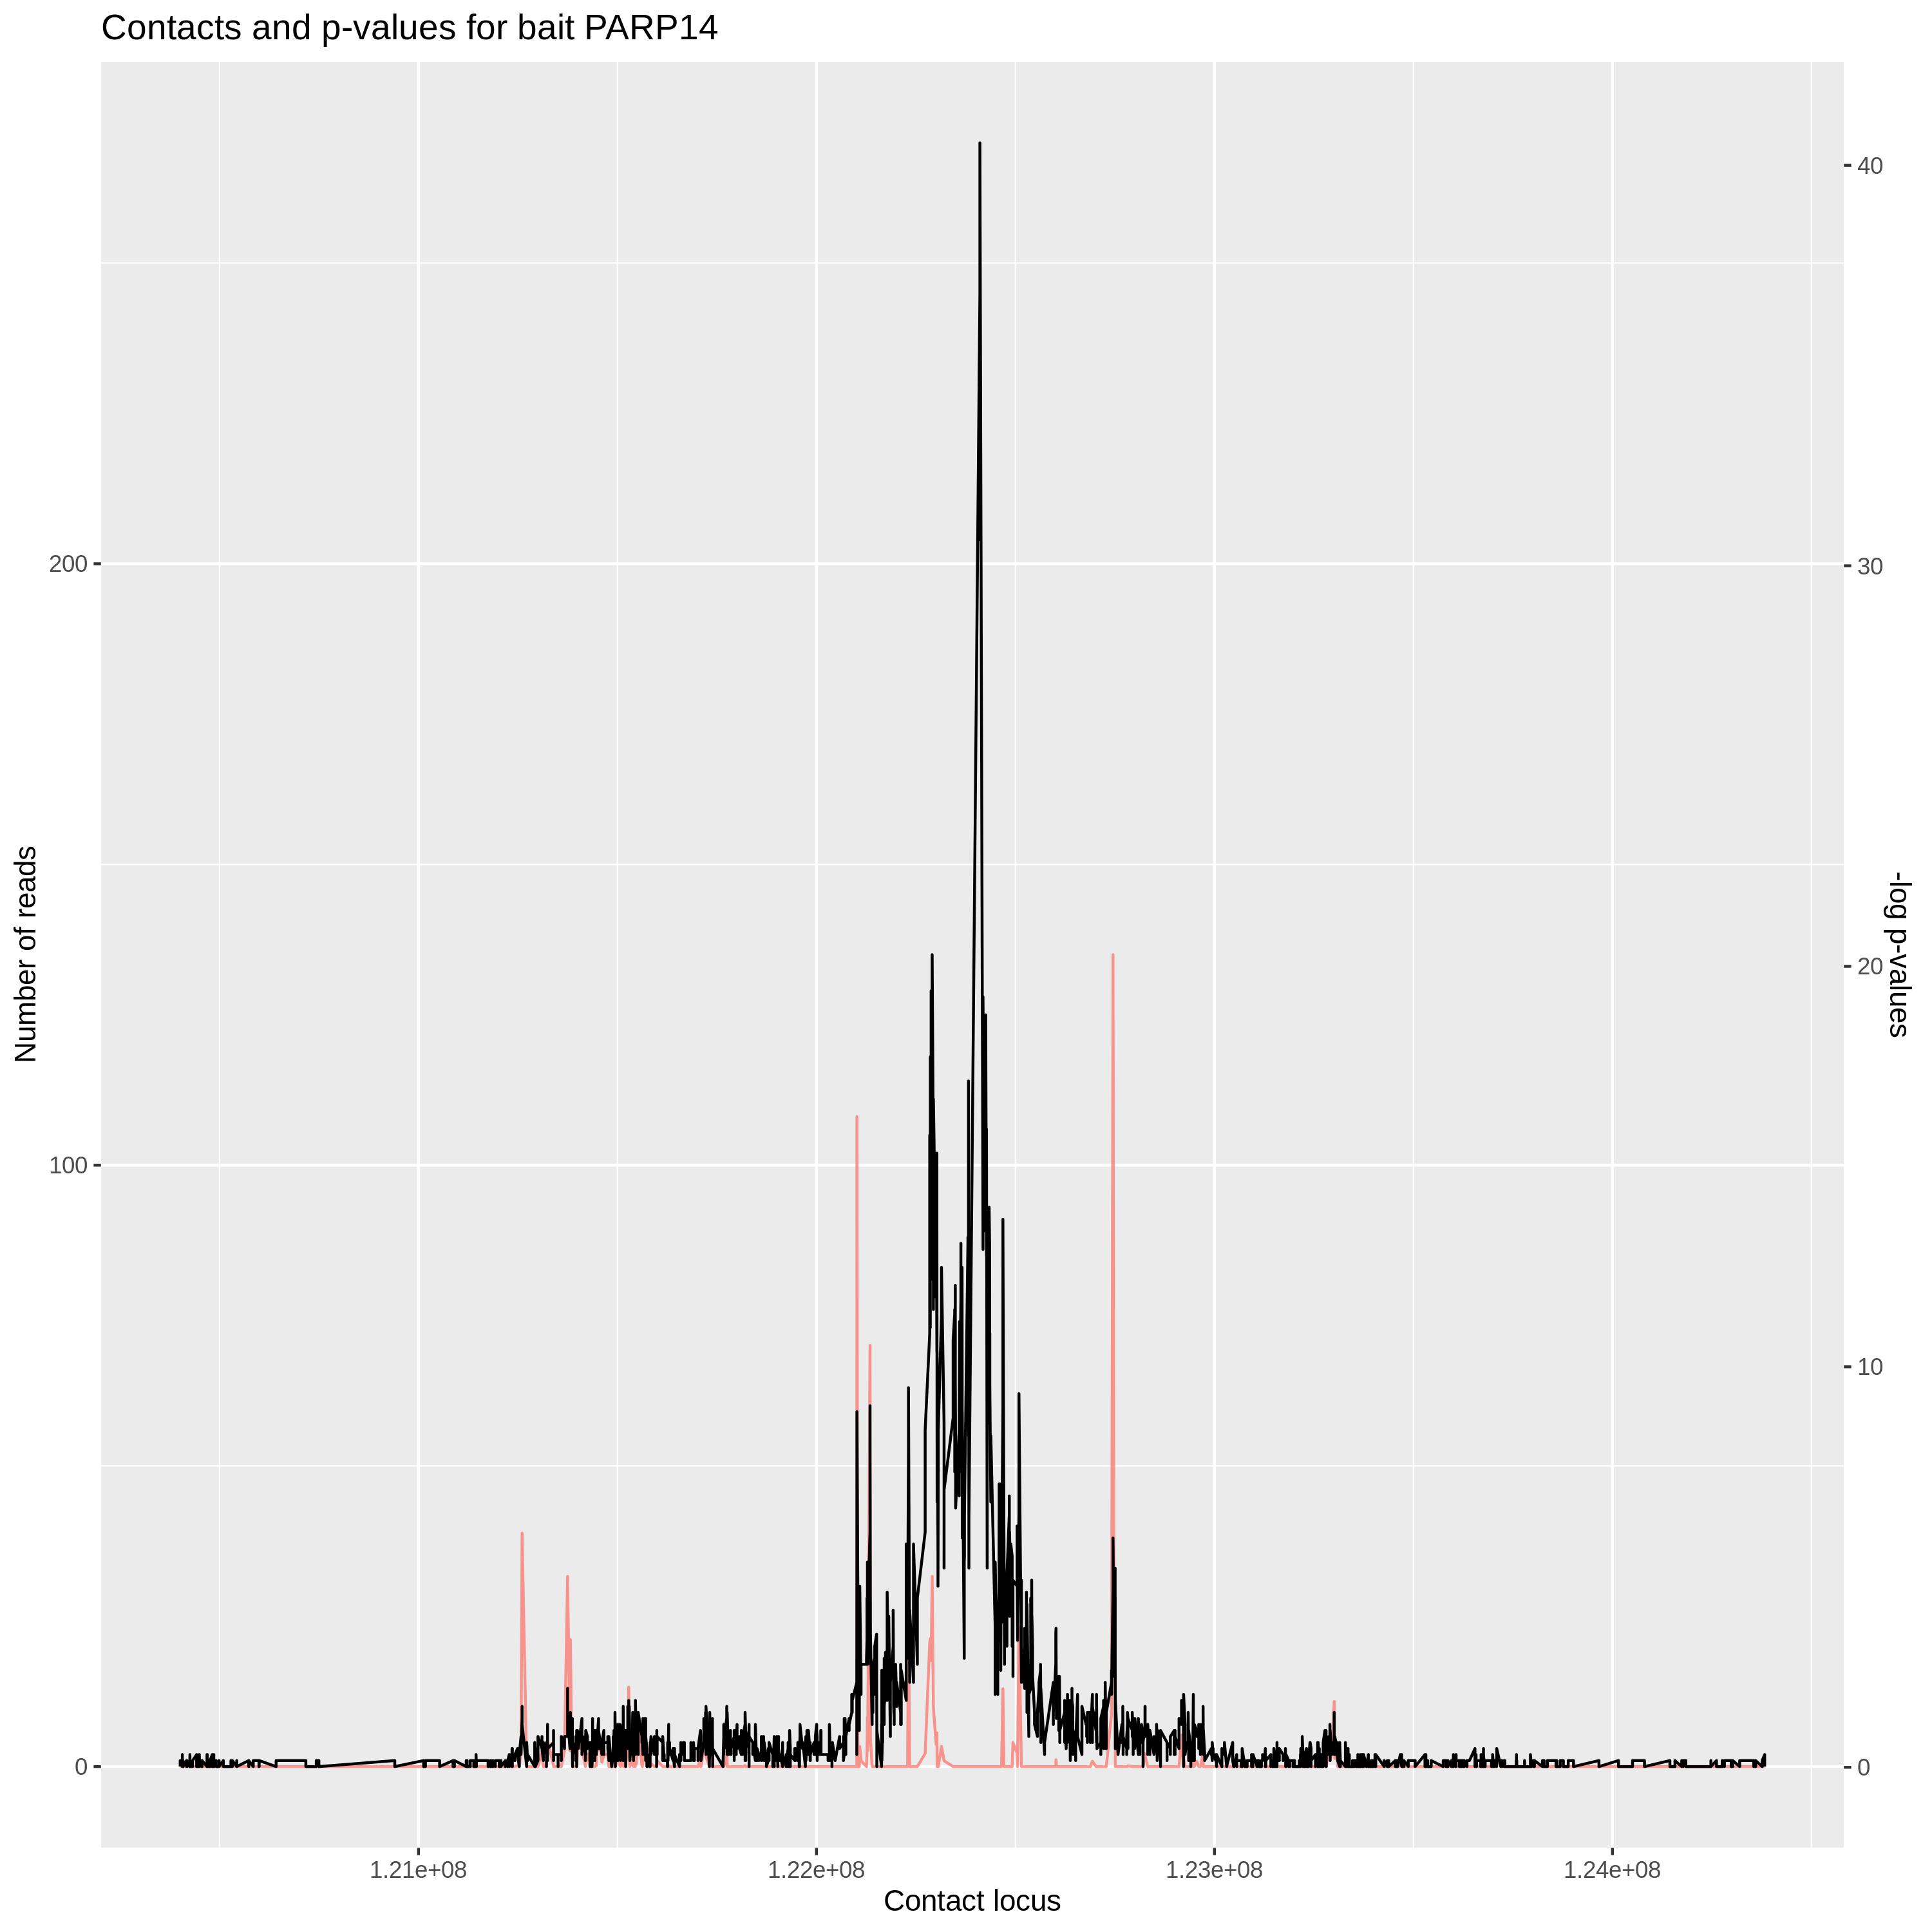 Contacts and p-values for bait PARP14
Number of reads
200
100
0
40
30
20
10
0
-log p-values
1.21e+08
1.22e+08
1.23e+08
1.24e+08
Contact locus